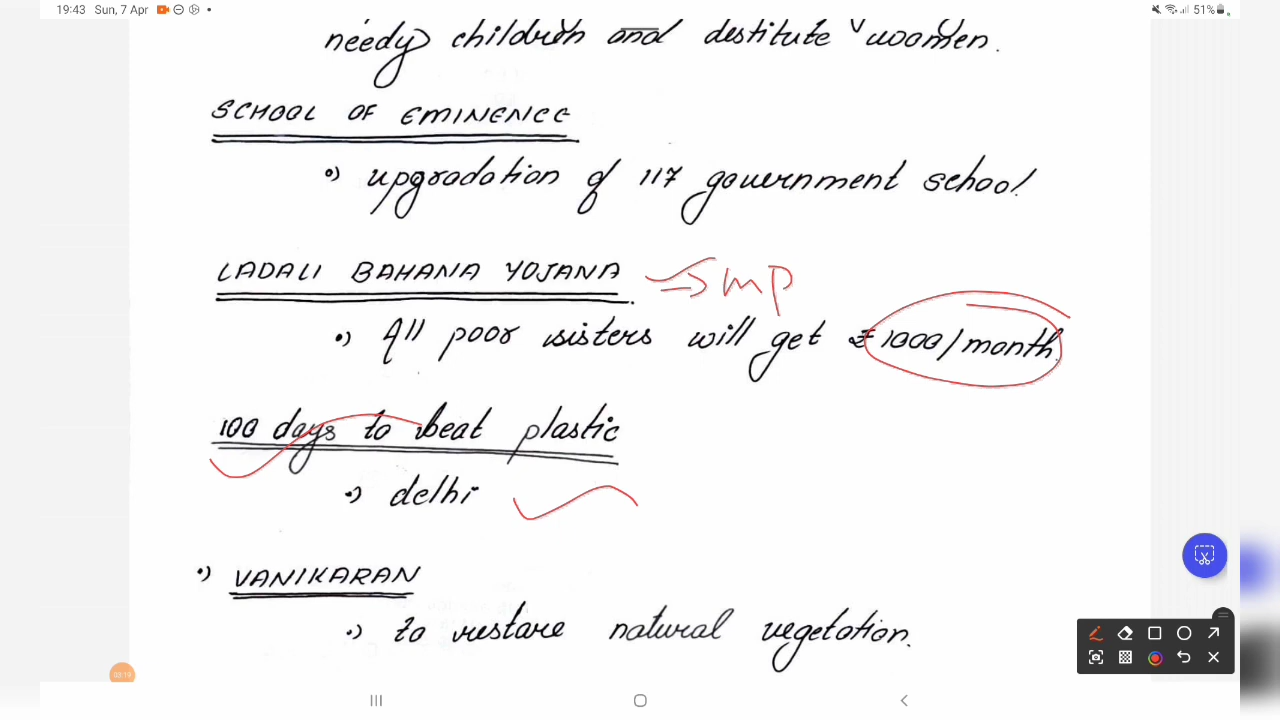 19:43 Sun, 7 Apr
51%
needy children and destitute women.
SCHOOL OF EMINENCE
upgradation of 117 government school.
LADALI BAHANA YOJANA
MP
All poor sisters will get ₹1000/month.
100 days to beat plastic
delhi
VANIKARAN
to restore natural vegetation.